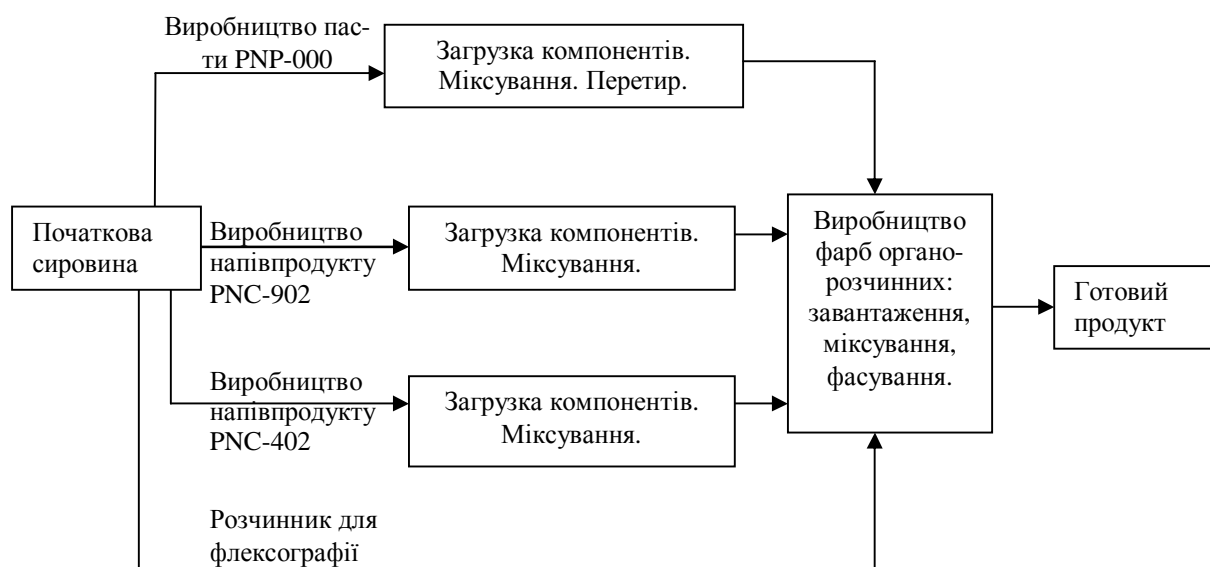 Виробництво пас-
ти PNP-000
Загрузка компонентів.
Міксування. Перетир.
Початкова
сировина
Виробництво
напівпродукту
PNC-902
Загрузка компонентів.
Міксування.
Виробництво
фарб органо-
розчинних:
завантаження,
міксування,
фасування.
Готовий
продукт
Виробництво
напівпродукту
PNC-402
Загрузка компонентів.
Міксування.
Розчинник для
флексографії